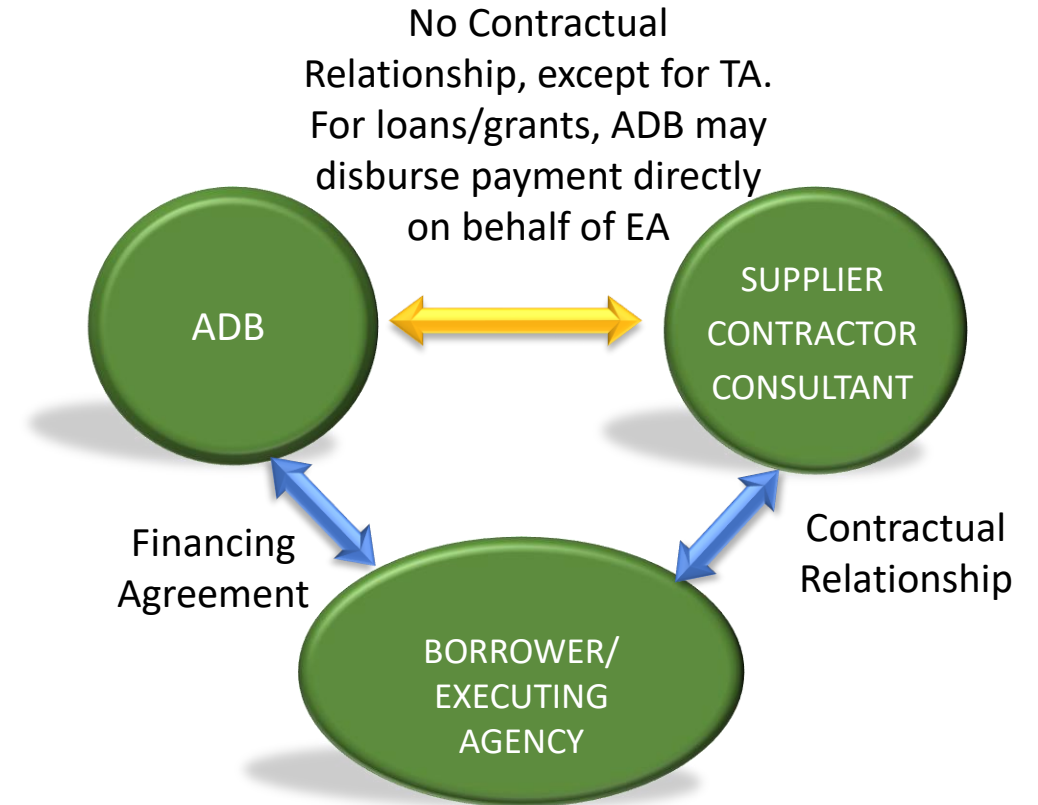 No Contractual
Relationship, except for TA.
For loans/grants, ADB may
disburse payment directly
on behalf of EA
ADB
SUPPLIER
CONTRACTOR
CONSULTANT
Financing
Agreement
Contractual
Relationship
BORROWER/
EXECUTING
AGENCY